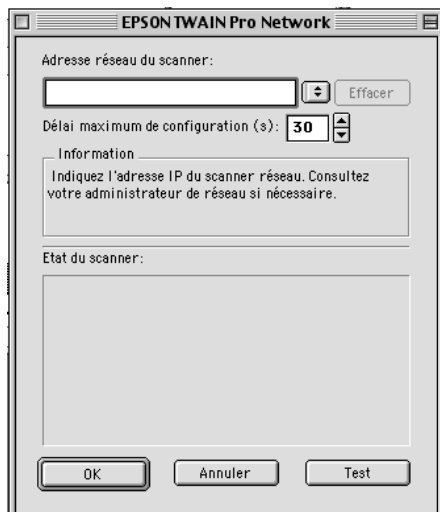 EPSON TWAIN Pro Network
Adresse réseau du scanner:
Effacer
Délai maximum de configuration (s): 30
Information
Indiquez l'adresse IP du scanner réseau. Consultez
votre administrateur de réseau si nécessaire.
Etat du scanner:
OK Annuler Test